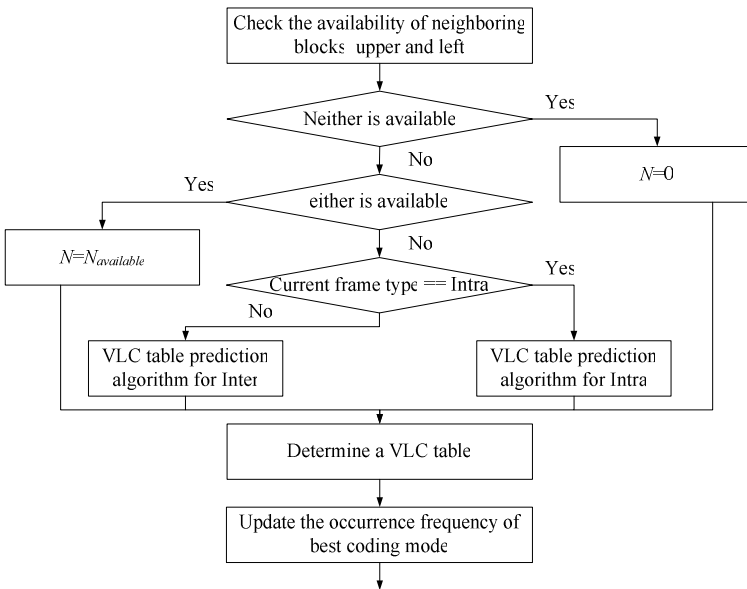 Check the availability of neighboring
blocks upper and left
Neither is available
Yes
No
N=0
either is available
Yes
No
N=Navailable
Current frame type == Intra
Yes
No
VLC table prediction
algorithm for Inter
VLC table prediction
algorithm for Intra
Determine a VLC table
Update the occurrence frequency of
best coding mode